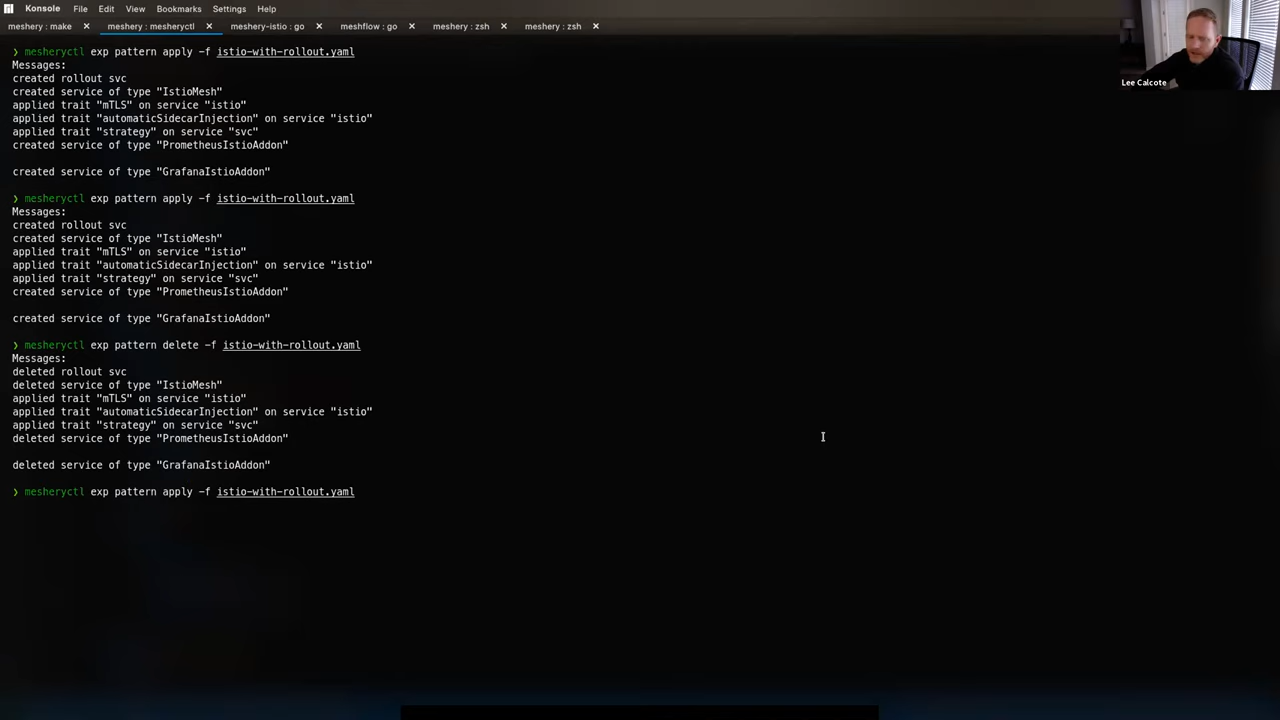 Konsole File Edit View Bookmarks Settings Help
meshery : make × meshery : mesheryctl × meshery-istio : go × meshflow : go × meshery : zsh × meshery : zsh ×
❯ mesheryctl exp pattern apply -f istio-with-rollout.yaml
Messages:
created rollout svc
created service of type "IstioMesh"
applied trait "mTLS" on service "istio"
applied trait "automaticSidecarInjection" on service "istio"
applied trait "strategy" on service "svc"
created service of type "PrometheusIstioAddon"
created service of type "GrafanaIstioAddon"
❯ mesheryctl exp pattern apply -f istio-with-rollout.yaml
Messages:
created rollout svc
created service of type "IstioMesh"
applied trait "mTLS" on service "istio"
applied trait "automaticSidecarInjection" on service "istio"
applied trait "strategy" on service "svc"
created service of type "PrometheusIstioAddon"
created service of type "GrafanaIstioAddon"
❯ mesheryctl exp pattern delete -f istio-with-rollout.yaml
Messages:
deleted rollout svc
deleted service of type "IstioMesh"
applied trait "mTLS" on service "istio"
applied trait "automaticSidecarInjection" on service "istio"
applied trait "strategy" on service "svc"
deleted service of type "PrometheusIstioAddon"
deleted service of type "GrafanaIstioAddon"
❯ mesheryctl exp pattern apply -f istio-with-rollout.yaml
Lee Calcote